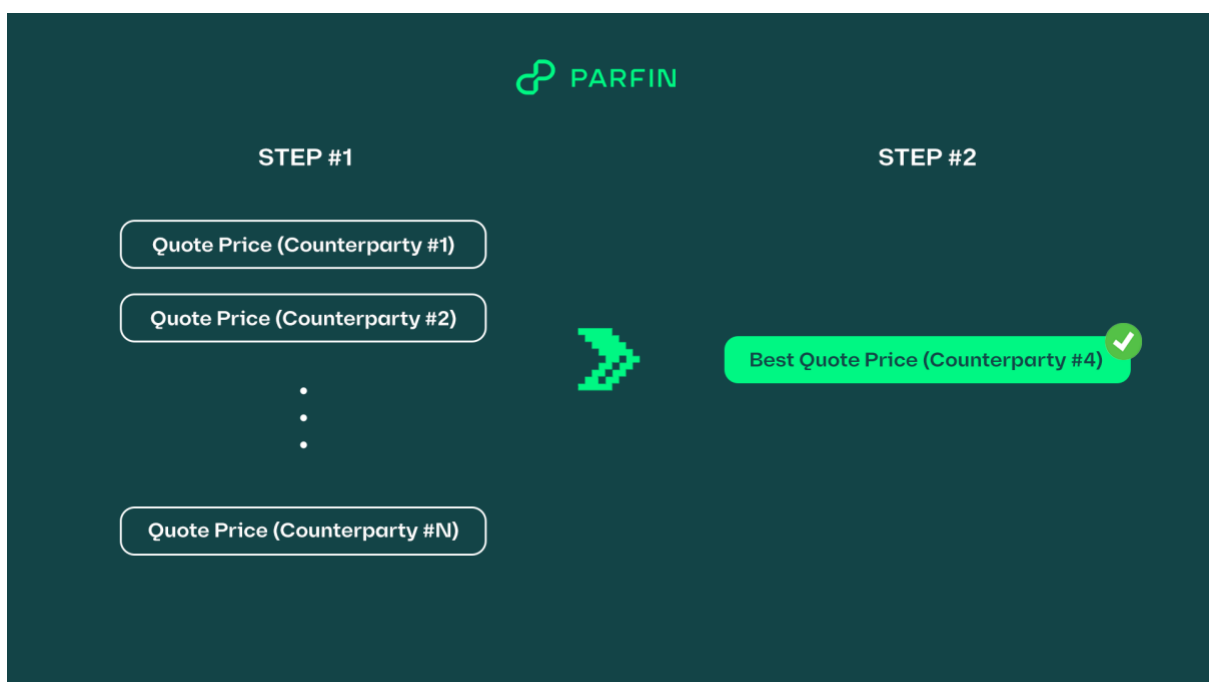 PARFIN
STEP #1
Quote Price (Counterparty #1)
Quote Price (Counterparty #2)
Quote Price (Counterparty #N)
STEP #2
Best Quote Price (Counterparty #4)